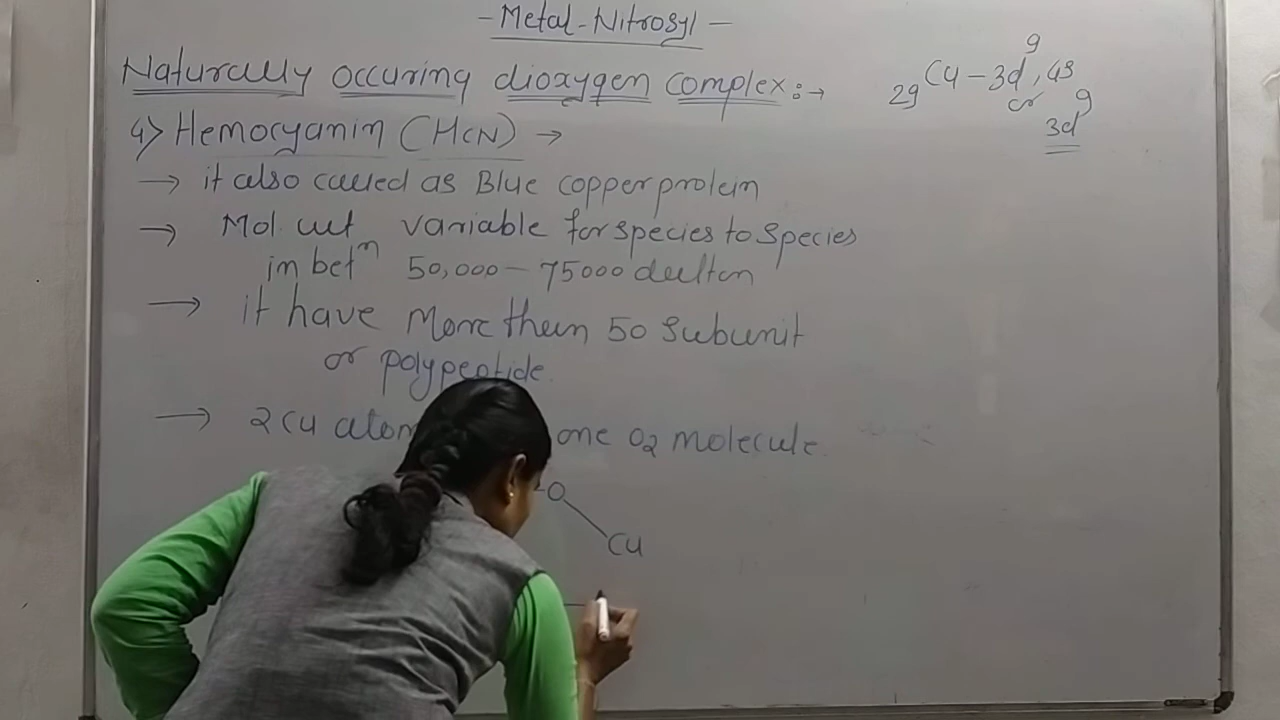 - Metal - Nitrosyl -
Naturally occuring dioxygen complex :→
29 Cu - 3d9, 4s
or
3d9
4> Hemocyanin (HCN) →
→ it also called as Blue copper protein
→ Mol. wt variable for species to species
in betn 50,000 - 75000 dalton
→ it have More then 50 Subunit
or polypeptide.
→ 2 Cu atom one O2 molecule.
-O
Cu